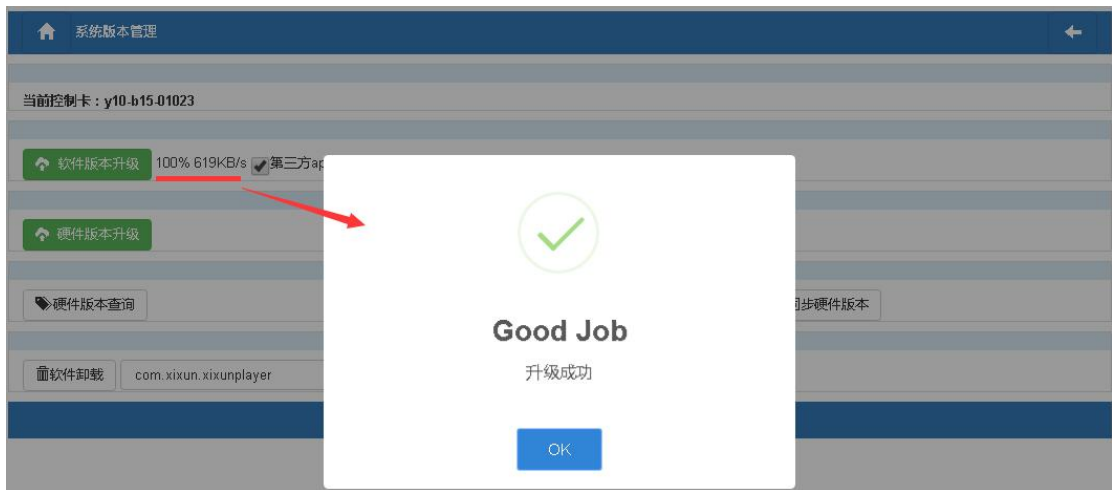 系统版本管理
当前控制卡：y10-b15-01023
软件版本升级 100% 619KB/s 第三方ap
硬件版本升级
硬件版本查询 同步硬件版本
软件卸载 com.xixun.xixunplayer
Good Job
升级成功
OK